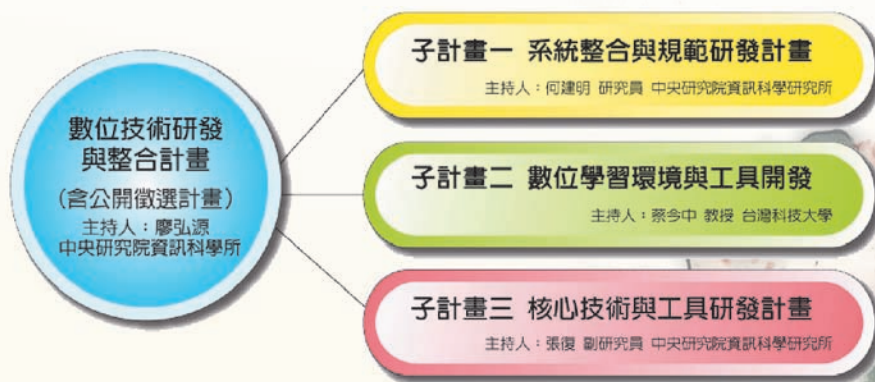 數位技術研發
與整合計畫
(含公開徵選計畫)
主持人：廖弘源
中央研究院資訊科學所
子計畫一 系統整合與規範研發計畫
主持人：何建明 研究員 中央研究院資訊科學研究所
子計畫二 數位學習環境與工具開發
主持人：蔡今中 教授 台灣科技大學
子計畫三 核心技術與工具研發計畫
主持人：張復 副研究員 中央研究院資訊科學研究所